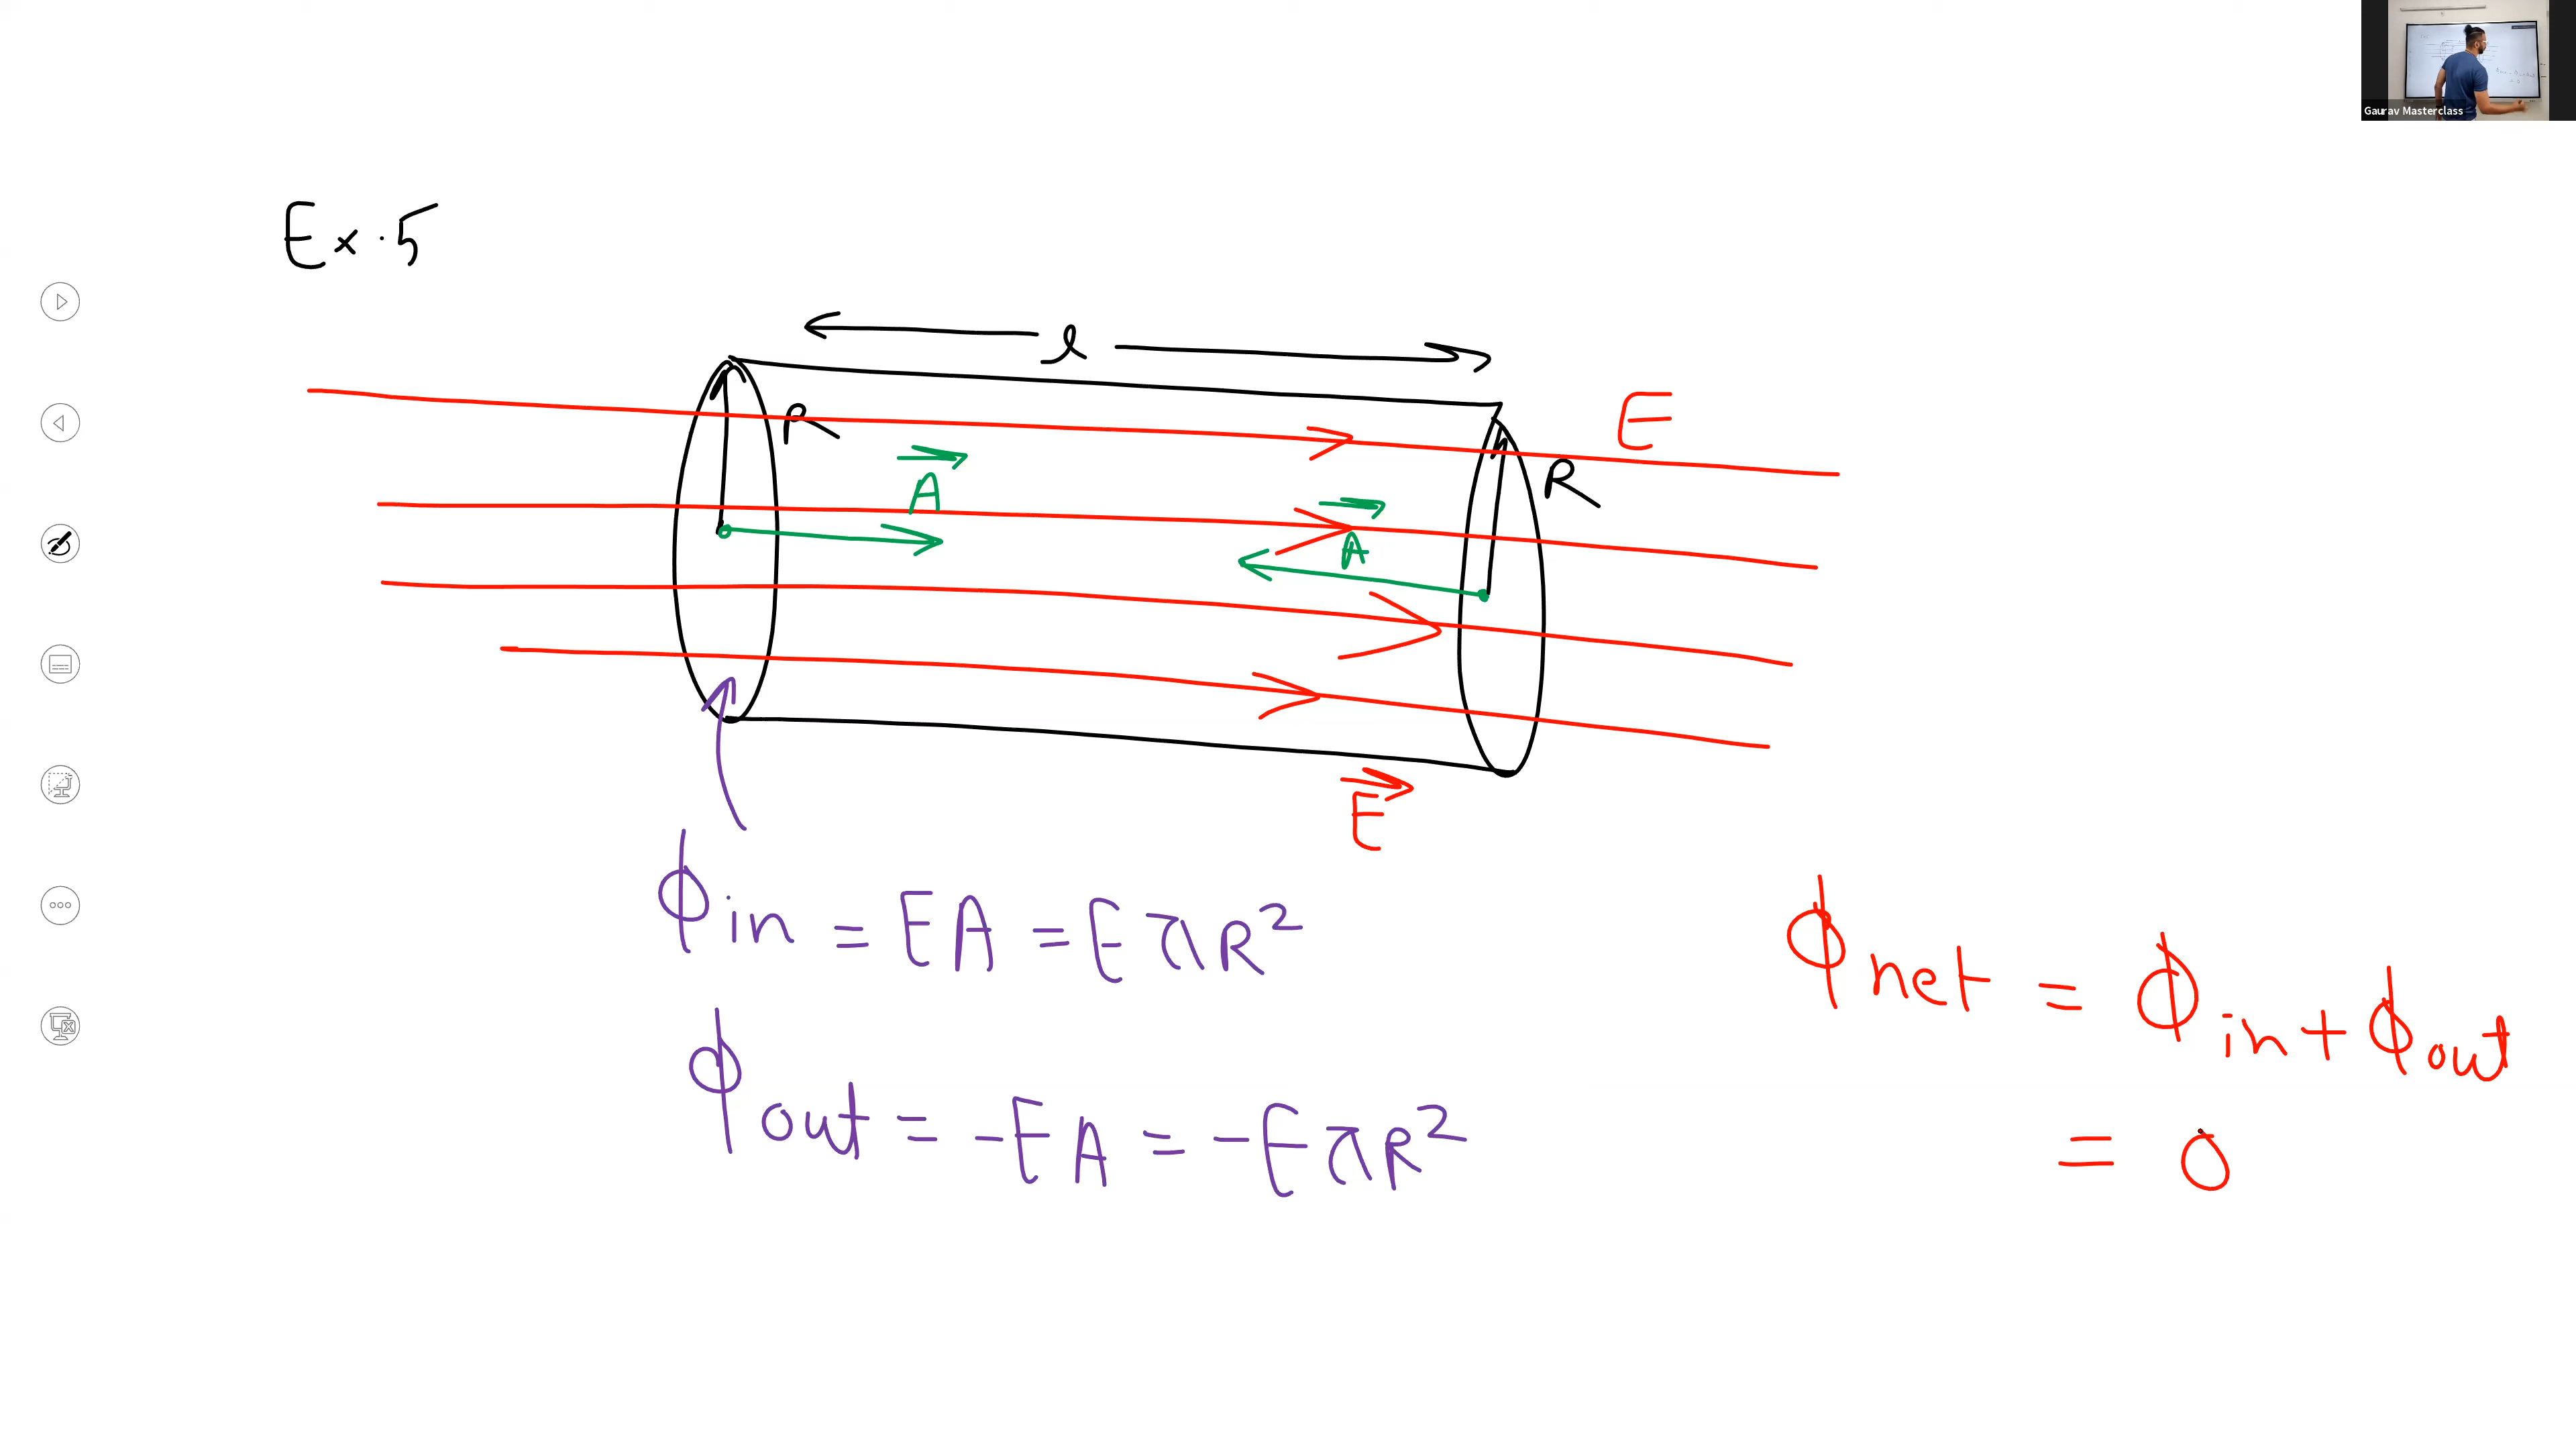 Gaurav Masterclass
Ex.5
l
R
E
R
A
A
E
ϕin = EA = EπR²
ϕnet = ϕin + ϕout
ϕout = -EA = -EπR²
= 0